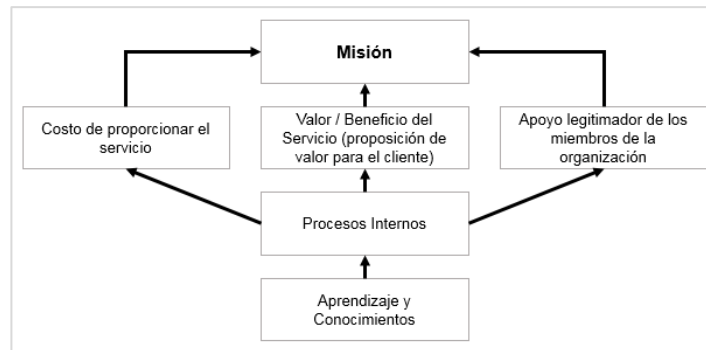 Misión
Costo de proporcionar el
servicio
Valor / Beneficio del
Servicio (proposición de
valor para el cliente)
Apoyo legitimador de los
miembros de la
organización
Procesos Internos
Aprendizaje y
Conocimientos